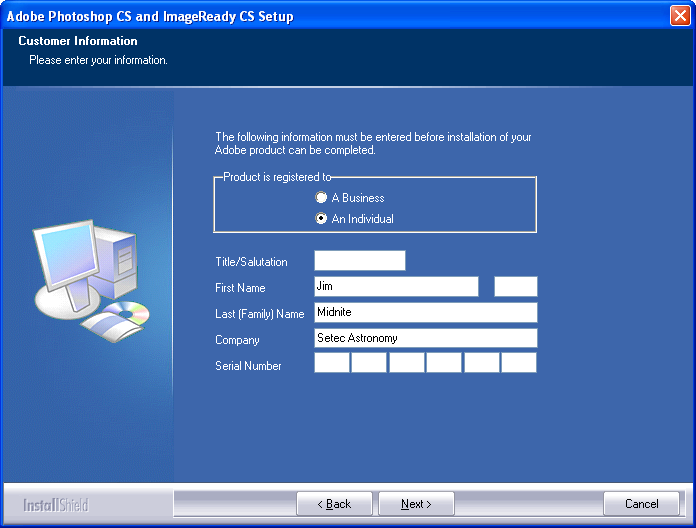 Adobe Photoshop CS and ImageReady CS Setup
Customer Information
Please enter your information.
The following information must be entered before installation of your
Adobe product can be completed.
Product is registered to
A Business
An Individual
Title/Salutation
First Name Jim
Last (Family) Name Midnite
Company Setec Astronomy
Serial Number
InstallShield
< Back Next > Cancel